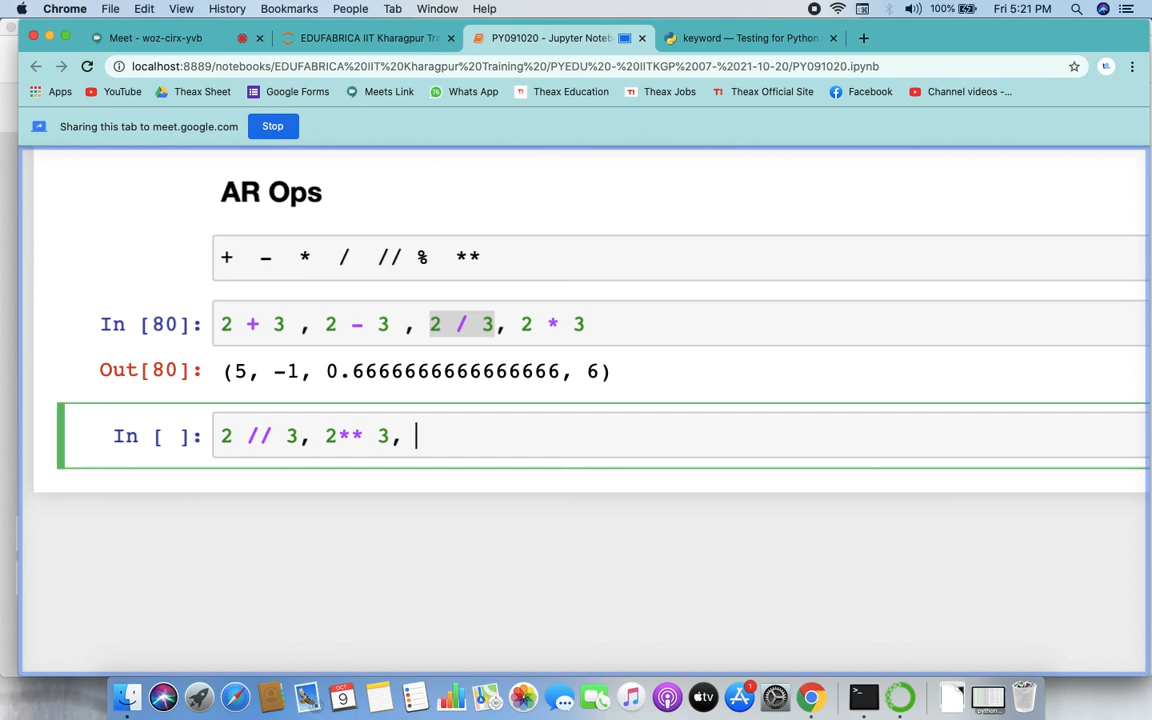 Chrome File Edit View History Bookmarks People Tab Window Help 100% Fri 5:21 PM
Meet - woz-cirx-yvb
EDUFABRICA IIT Kharagpur Tra
PY091020 - Jupyter Noteb
keyword — Testing for Python
localhost:8889/notebooks/EDUFABRICA%20IIT%20Kharagpur%20Training%20/PYEDU%20-%20IITKGP%2007-%2021-10-20/PY091020.ipynb
Apps YouTube Theax Sheet Google Forms Meets Link Whats App Theax Education Theax Jobs Theax Official Site Facebook Channel videos -...
Sharing this tab to meet.google.com Stop
AR Ops
+ - * / // % **
In [80]: 2 + 3 , 2 - 3 , 2 / 3, 2 * 3
Out[80]: (5, -1, 0.6666666666666666, 6)
In [ ]: 2 // 3, 2** 3,
OCT
9
tv
1